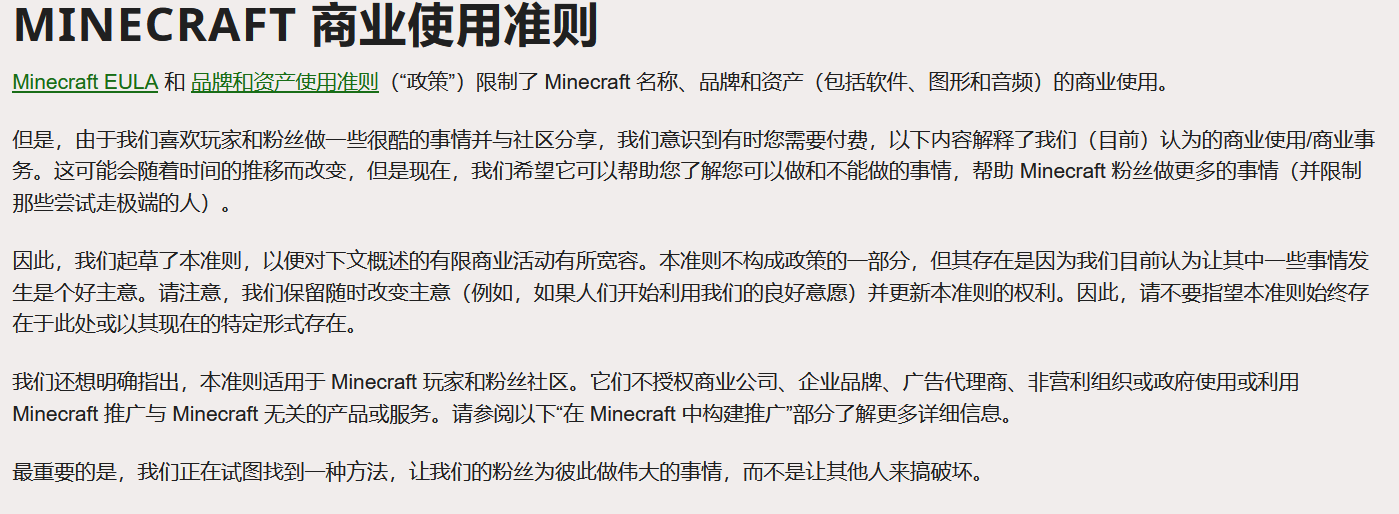 MINECRAFT 商业使用准则
Minecraft EULA 和 品牌和资产使用准则（“政策”）限制了 Minecraft 名称、品牌和资产（包括软件、图形和音频）的商业使用。
但是，由于我们喜欢玩家和粉丝做一些很酷的事情并与社区分享，我们意识到有时您需要付费，以下内容解释了我们（目前）认为的商业使用/商业事
务。这可能会随着时间的推移而改变，但是现在，我们希望它可以帮助您了解您可以做和不能做的事情，帮助 Minecraft 粉丝做更多的事情（并限制
那些尝试走极端的人）。
因此，我们起草了本准则，以便对下文概述的有限商业活动有所宽容。本准则不构成政策的一部分，但其存在是因为我们目前认为让其中一些事情发
生是个好主意。请注意，我们保留随时改变主意（例如，如果人们开始利用我们的良好意愿）并更新本准则的权利。因此，请不要指望本准则始终存
在于此处或以其现在的特定形式存在。
我们还想明确指出，本准则适用于 Minecraft 玩家和粉丝社区。它们不授权商业公司、企业品牌、广告代理商、非营利组织或政府使用或利用
Minecraft 推广与 Minecraft 无关的产品或服务。请参阅以下“在 Minecraft 中构建推广”部分了解更多详细信息。
最重要的是，我们正在试图找到一种方法，让我们的粉丝为彼此做伟大的事情，而不是让其他人来搞破坏。